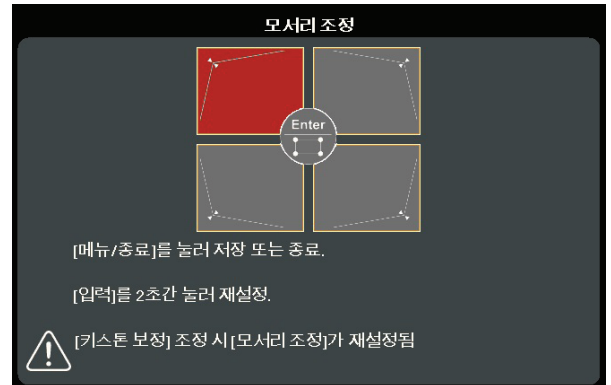 모서리 조정
Enter
[메뉴/종료]를 눌러 저장 또는 종료.
[입력]를 2초간 눌러 재설정.
[키스톤 보정] 조정 시 [모서리 조정]가 재설정됨